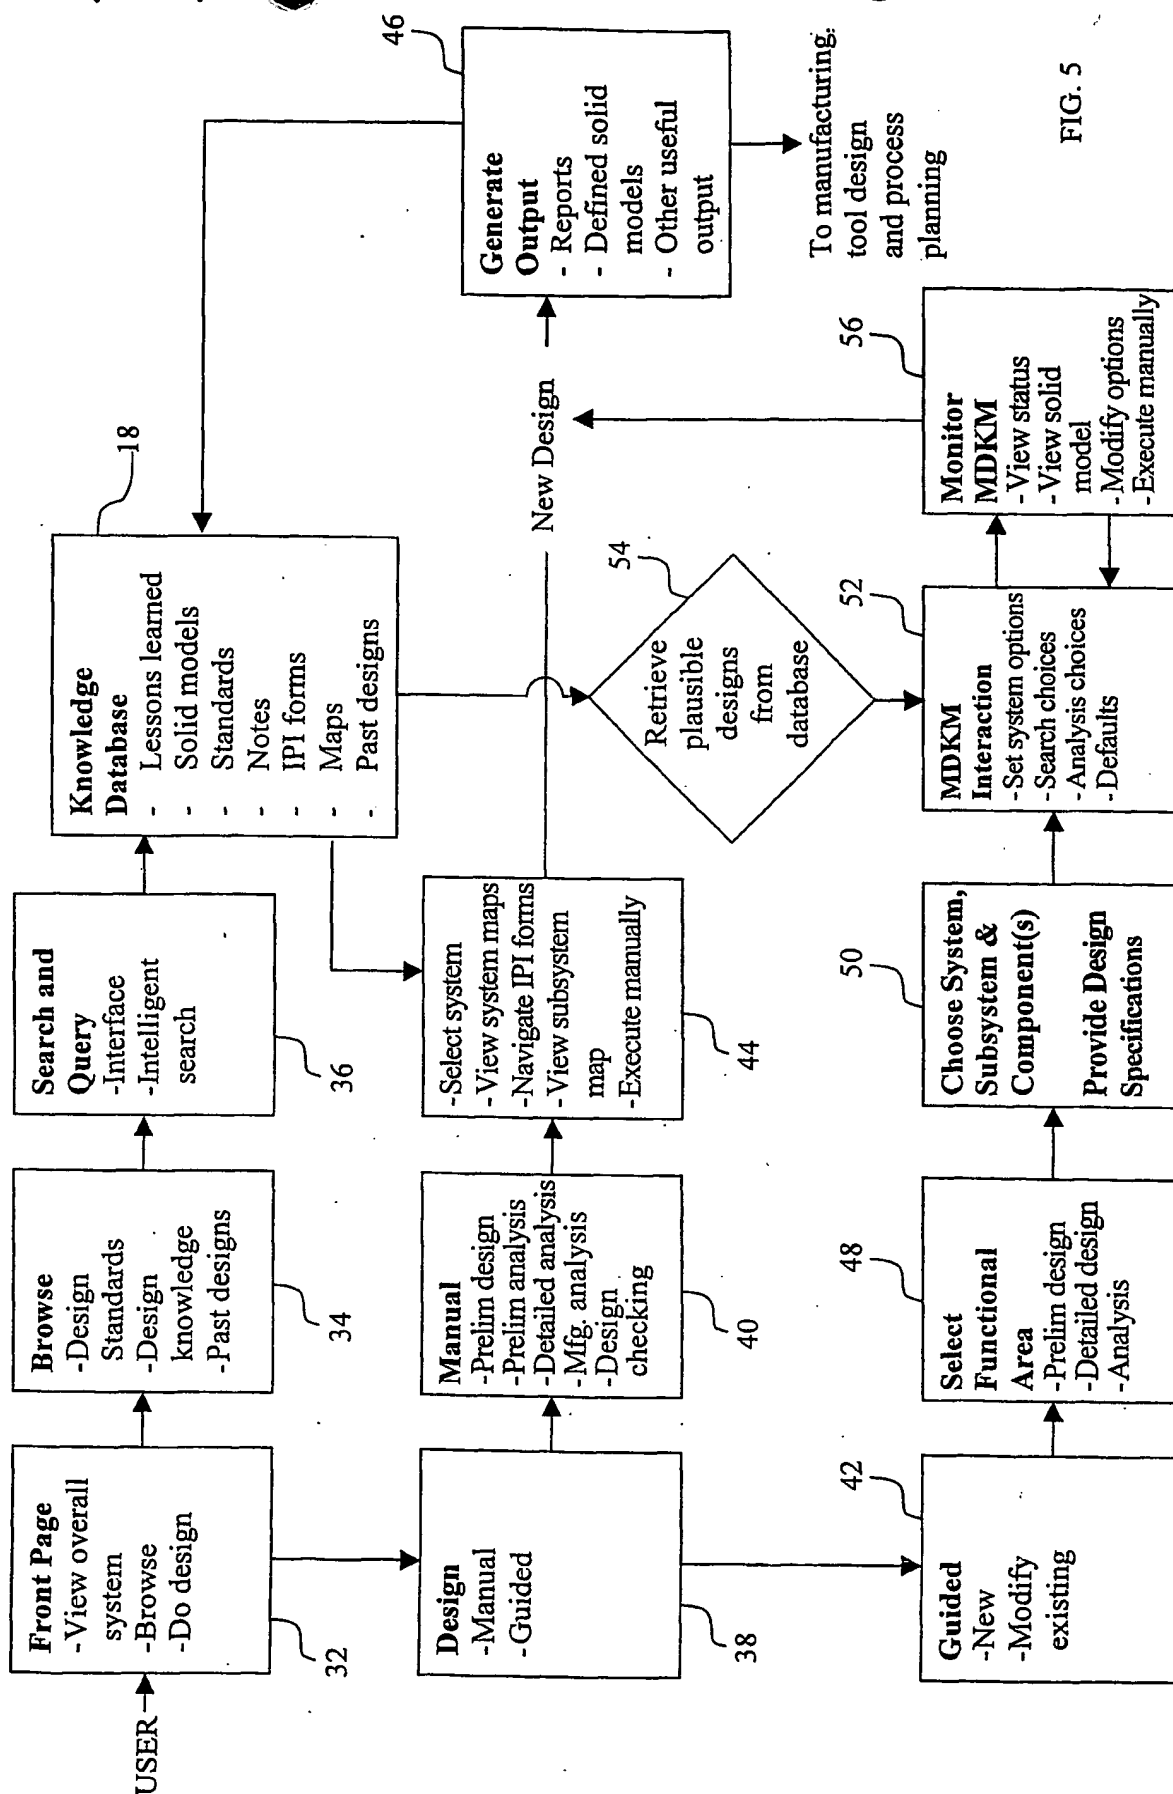 USER
Front Page
-View overall
system
-Browse
-Do design
32
Browse
-Design
Standards
-Design
knowledge
-Past designs
34
Search and
Query
-Interface
-Intelligent
search
36
Knowledge
Database
- Lessons learned
- Solid models
- Standards
- Notes
- IPI forms
- Maps
- Past designs
18
Design
-Manual
-Guided
38
Manual
-Prelim design
-Prelim analysis
-Detailed analysis
-Mfg. analysis
-Design
checking
40
-Select system
-View system maps
-Navigate IPI forms
-View subsystem
map
-Execute manually
44
New Design
Generate
Output
- Reports
- Defined solid
models
- Other useful
output
46
To manufacturing,
tool design
and process
planning
Retrieve
plausible
designs
from
database
54
Guided
-New
-Modify
existing
42
Select
Functional
Area
-Prelim design
-Detailed design
-Analysis
48
Choose System,
Subsystem &
Component(s)
Provide Design
Specifications
50
MDKM
Interaction
-Set system options
-Search choices
-Analysis choices
-Defaults
52
Monitor
MDKM
-View status
-View solid
model
-Modify options
-Execute manually
56
FIG. 5